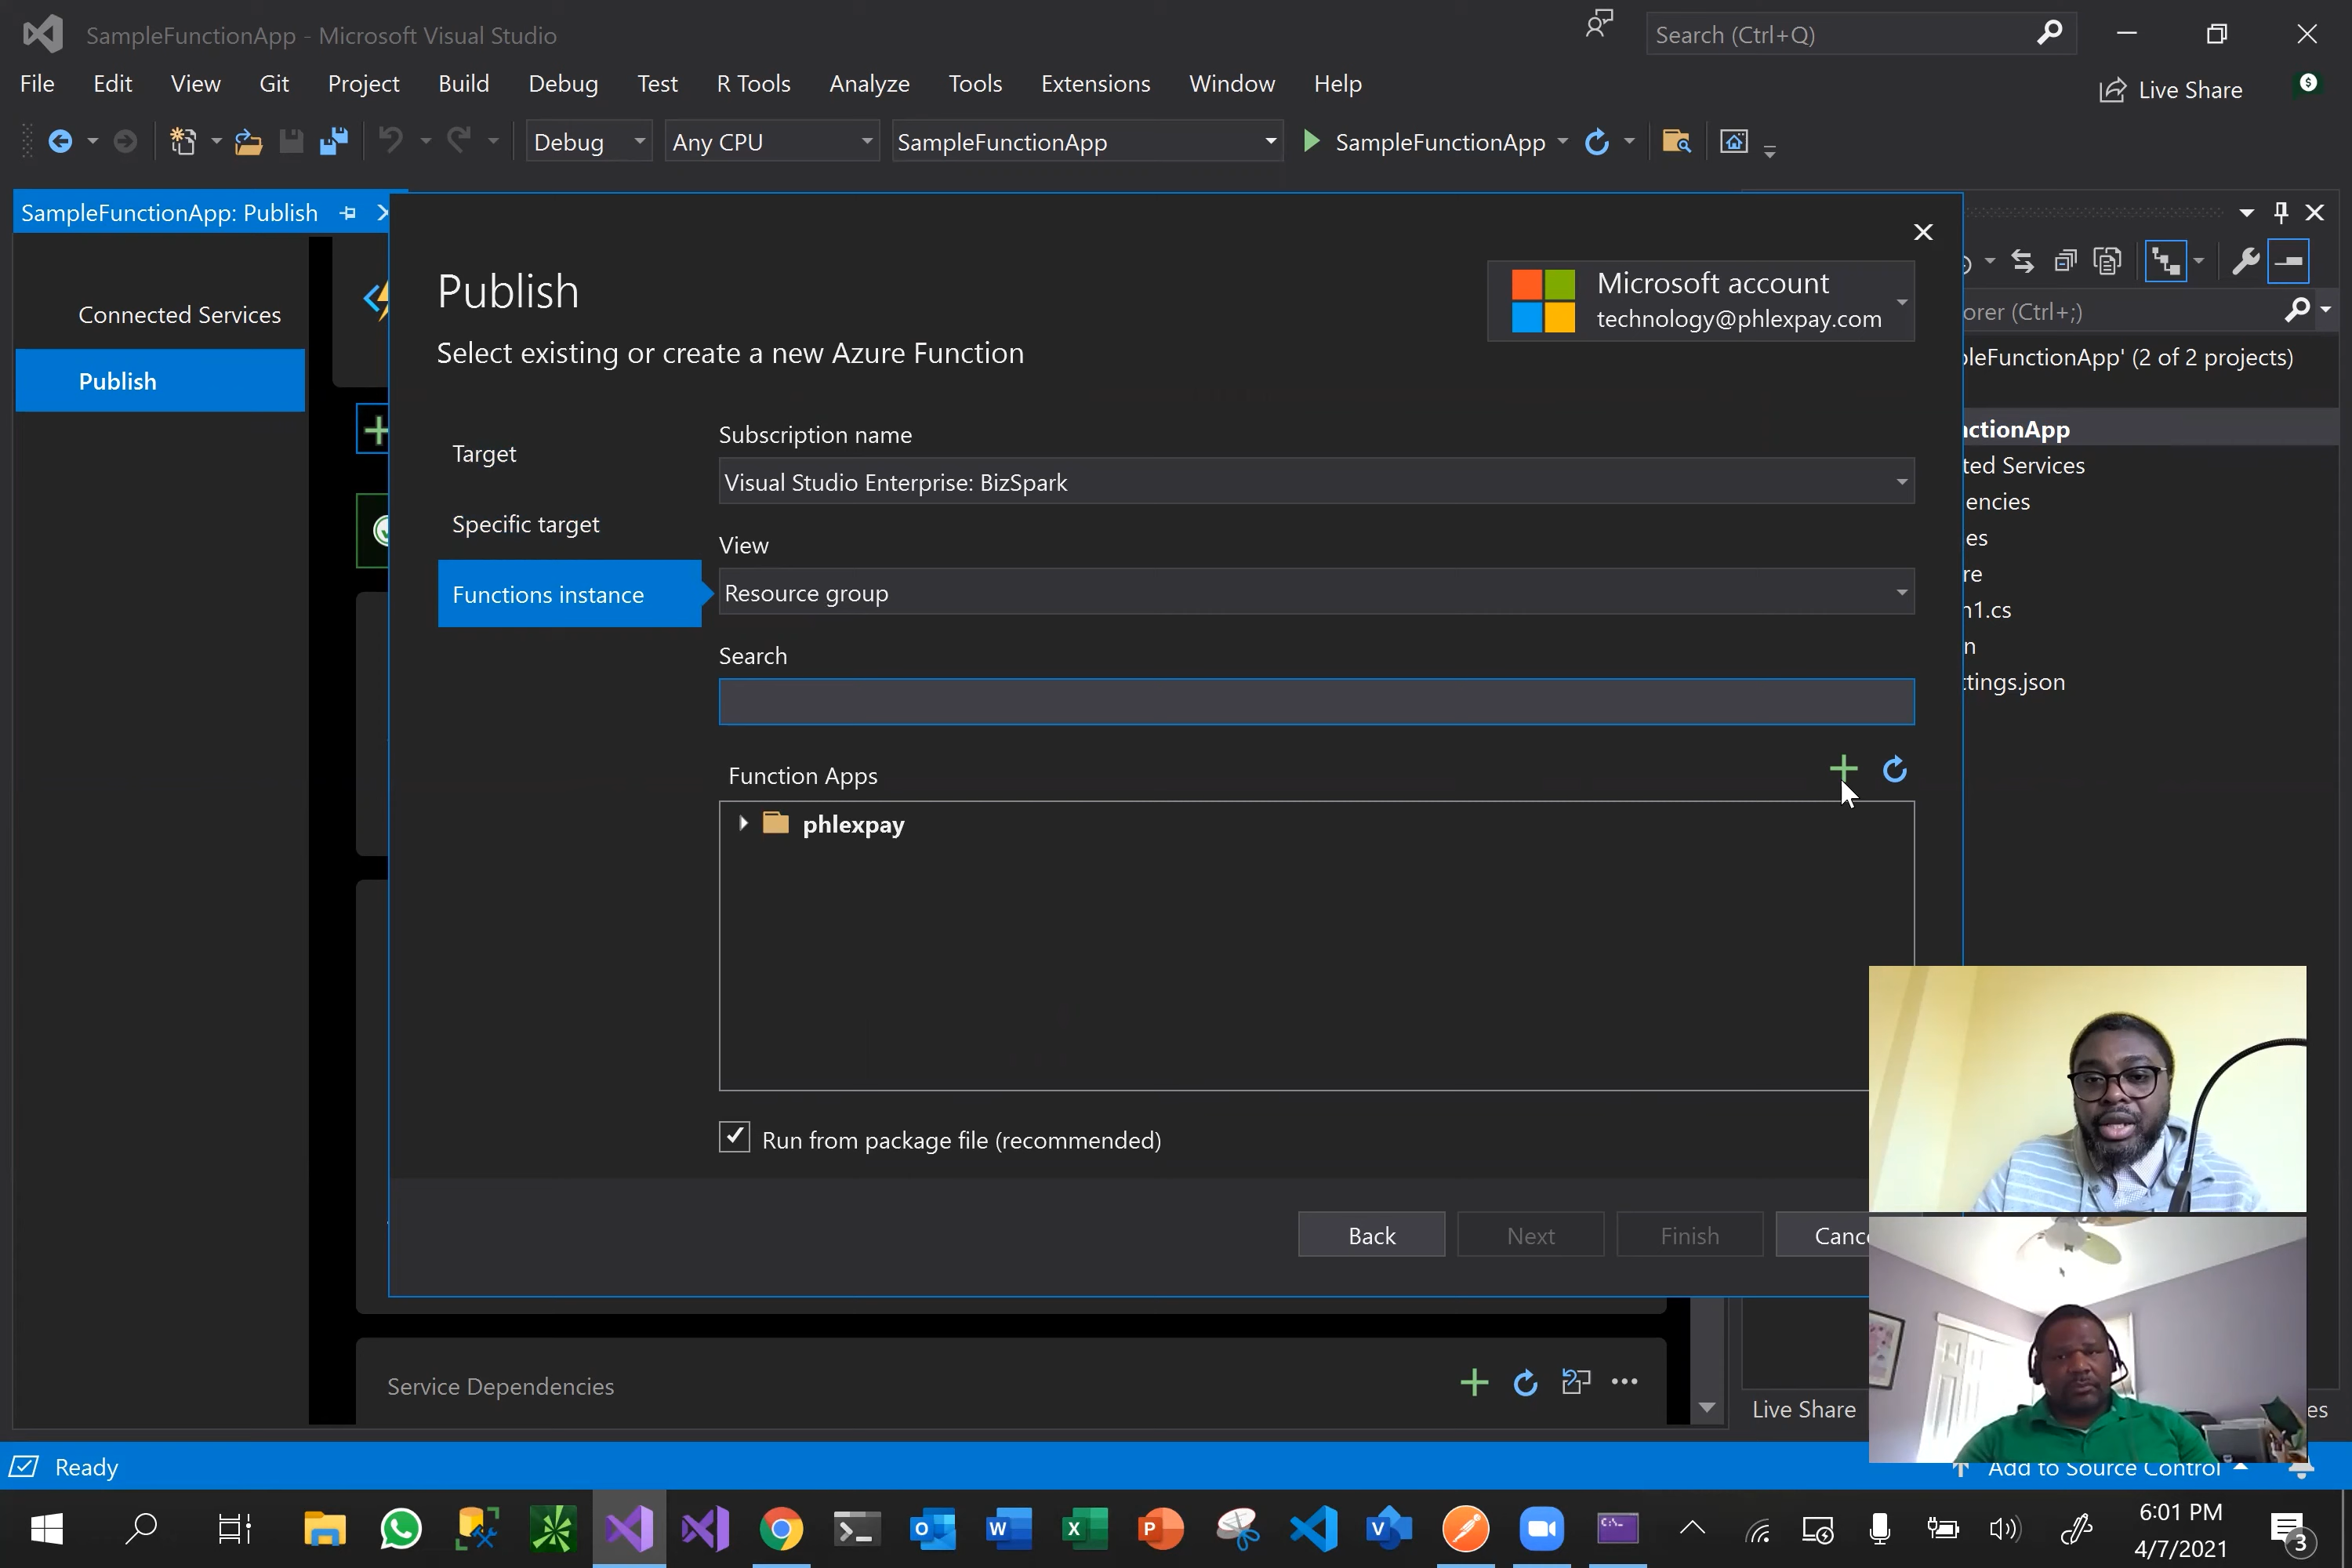 SampleFunctionApp - Microsoft Visual Studio
Search (Ctrl+Q)
File Edit View Git Project Build Debug Test R Tools Analyze Tools Extensions Window Help
Live Share
Debug Any CPU SampleFunctionApp SampleFunctionApp
SampleFunctionApp: Publish
Connected Services
Publish
Publish
Microsoft account
technology@phlexpay.com
Select existing or create a new Azure Function
Target
Specific target
Functions instance
Subscription name
Visual Studio Enterprise: BizSpark
View
Resource group
Search
Function Apps
phlexpay
Run from package file (recommended)
Back Next Finish Canc
orer (Ctrl+;)
leFunctionApp' (2 of 2 projects)
ctionApp
ted Services
encies
es
re
n1.cs
n
tings.json
Service Dependencies
Live Share
es
Ready
Add to Source Control
6:01 PM
4/7/2021
3